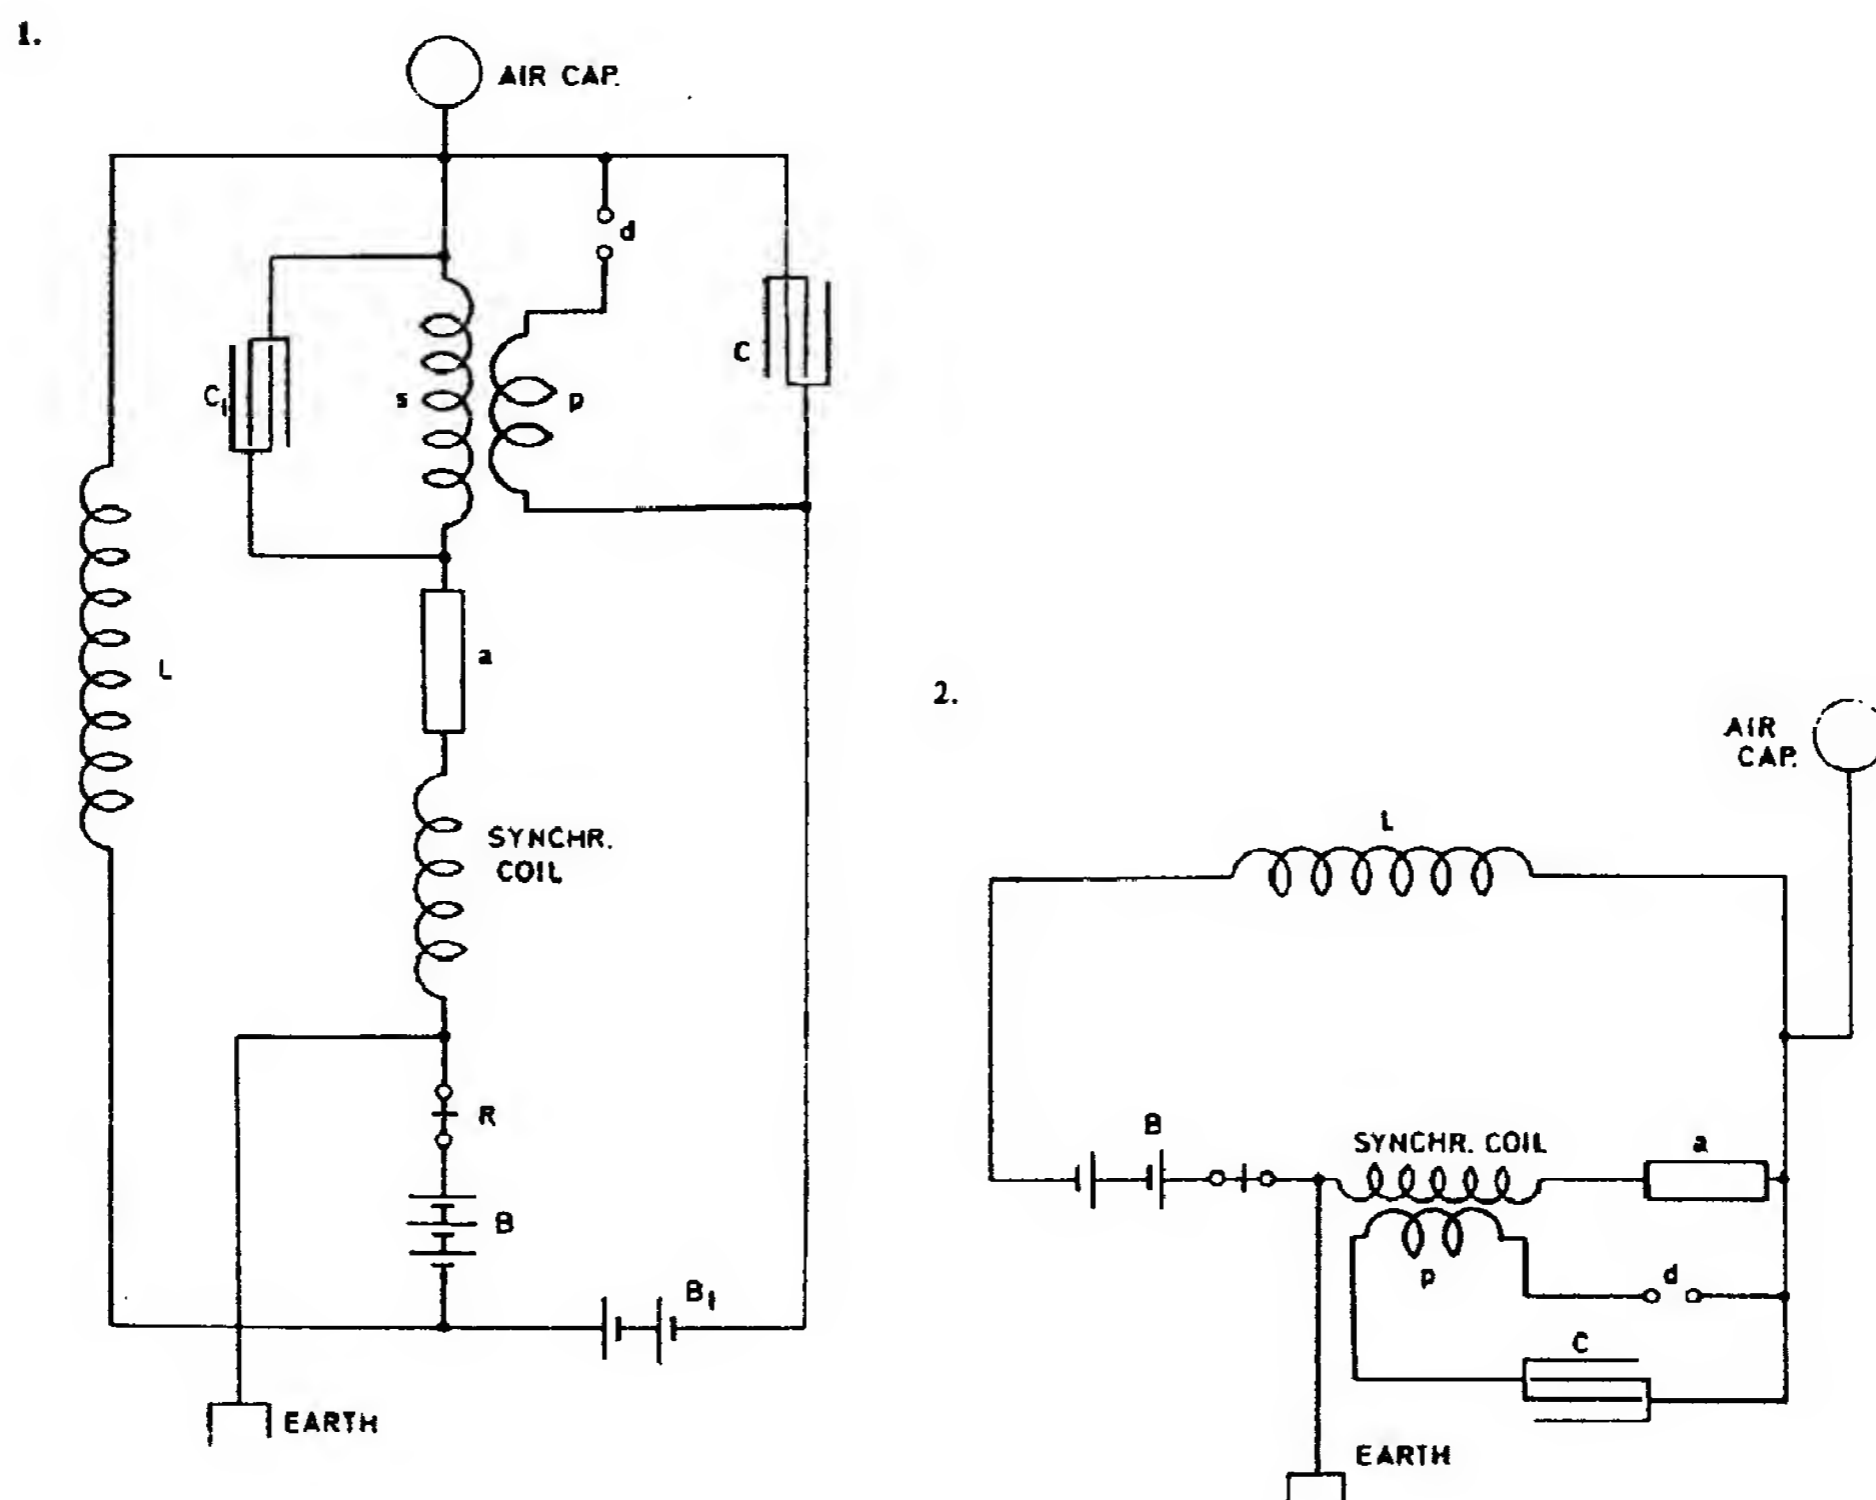 1.
AIR CAP.
d
C
C1
s
p
L
a
SYNCHR.
COIL
R
B
B1
EARTH
2.
AIR
CAP.
L
B
SYNCHR. COIL
a
p
d
C
EARTH